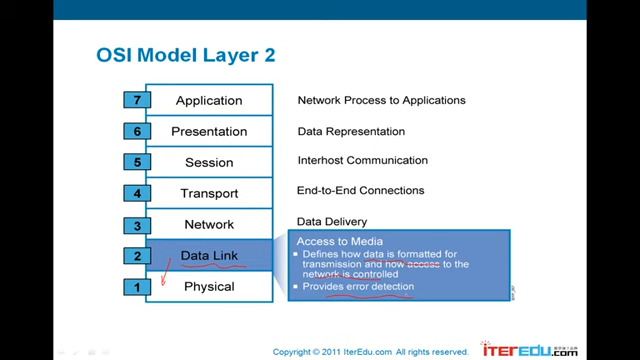 OSI Model Layer 2
7 Application Network Process to Applications
6 Presentation Data Representation
5 Session Interhost Communication
4 Transport End-to-End Connections
3 Network Data Delivery
2 Data Link
Access to Media
Defines how data is formatted for
transmission and how access to the
network is controlled
Provides error detection
1 Physical
Copyright © 2011 IterEdu.com All rights reserved.
iTEREDU.com